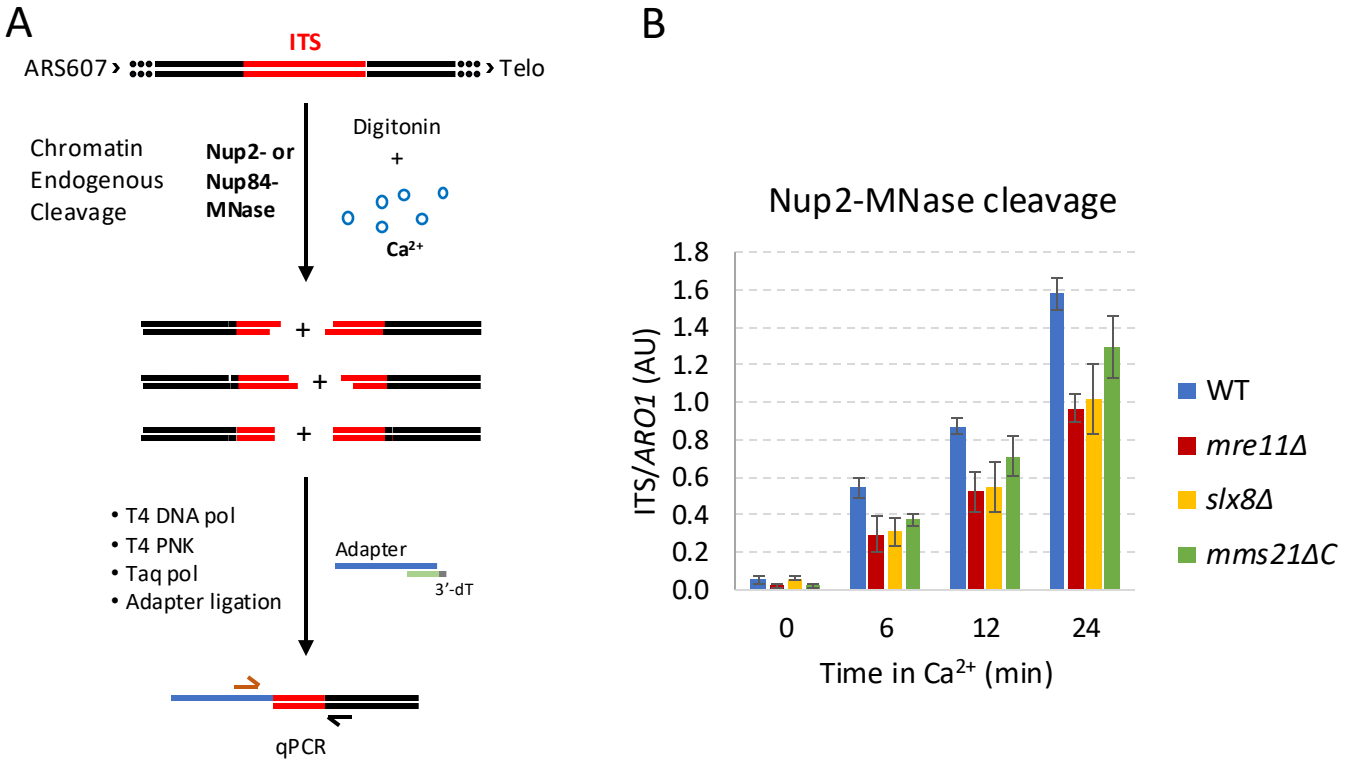 A
ITS
ARS607
Telo
Chromatin
Endogenous
Cleavage
Nup2- or
Nup84-
MNase
Digitonin
+
Ca²⁺
+
+
+
• T4 DNA pol
• T4 PNK
• Taq pol
• Adapter ligation
Adapter
3’-dT
qPCR
B
Nup2-MNase cleavage
ITS/ARO1 (AU)
1.8
1.6
1.4
1.2
1.0
0.8
0.6
0.4
0.2
0.0
0 6 12 24
Time in Ca²⁺ (min)
WT
mre11Δ
slx8Δ
mms21ΔC